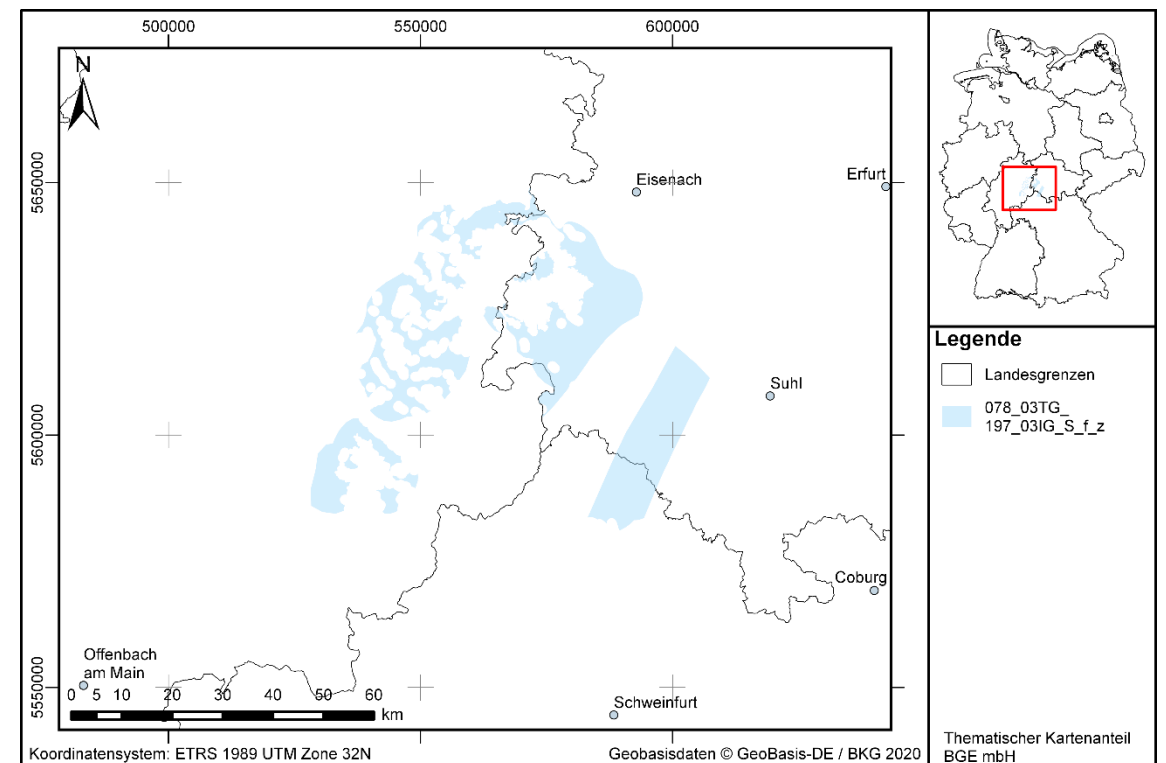 500000
550000
600000
N
5650000
5600000
5550000
Eisenach
Erfurt
Suhl
Coburg
Offenbach
am Main
Schweinfurt
0 5 10 20 30 40 50 60
km
Koordinatensystem: ETRS 1989 UTM Zone 32N
Geobasisdaten © GeoBasis-DE / BKG 2020
Legende
Landesgrenzen
078_03TG_
197_03IG_S_f_z
Thematischer Kartenanteil
BGE mbH